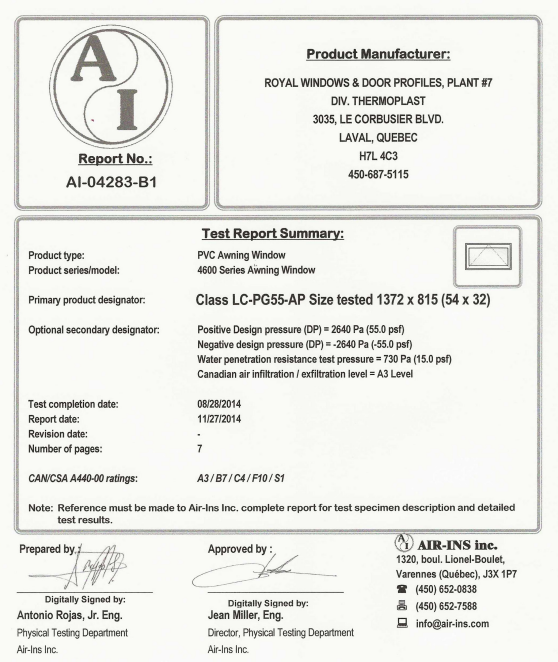 A
I
Report No.:
AI-04283-B1
Product Manufacturer:
ROYAL WINDOWS & DOOR PROFILES, PLANT #7
DIV. THERMOPLAST
3035, LE CORBUSIER BLVD.
LAVAL, QUEBEC
H7L 4C3
450-687-5115
Test Report Summary:
Product type: PVC Awning Window
Product series/model: 4600 Series Awning Window
Primary product designator: Class LC-PG55-AP Size tested 1372 x 815 (54 x 32)
Optional secondary designator: Positive Design pressure (DP) = 2640 Pa (55.0 psf)
Negative design pressure (DP) = -2640 Pa (-55.0 psf)
Water penetration resistance test pressure = 730 Pa (15.0 psf)
Canadian air infiltration / exfiltration level = A3 Level
Test completion date: 08/28/2014
Report date: 11/27/2014
Revision date: -
Number of pages: 7
CAN/CSA A440-00 ratings: A3 / B7 / C4 / F10 / S1
Note: Reference must be made to Air-Ins Inc. complete report for test specimen description and detailed
test results.
Prepared by.:
Digitally Signed by:
Antonio Rojas, Jr. Eng.
Physical Testing Department
Air-Ins Inc.
Approved by :
Digitally Signed by:
Jean Miller, Eng.
Director, Physical Testing Department
Air-Ins Inc.
AI AIR-INS inc.
1320, boul. Lionel-Boulet,
Varennes (Québec), J3X 1P7
(450) 652-0838
(450) 652-7588
info@air-ins.com